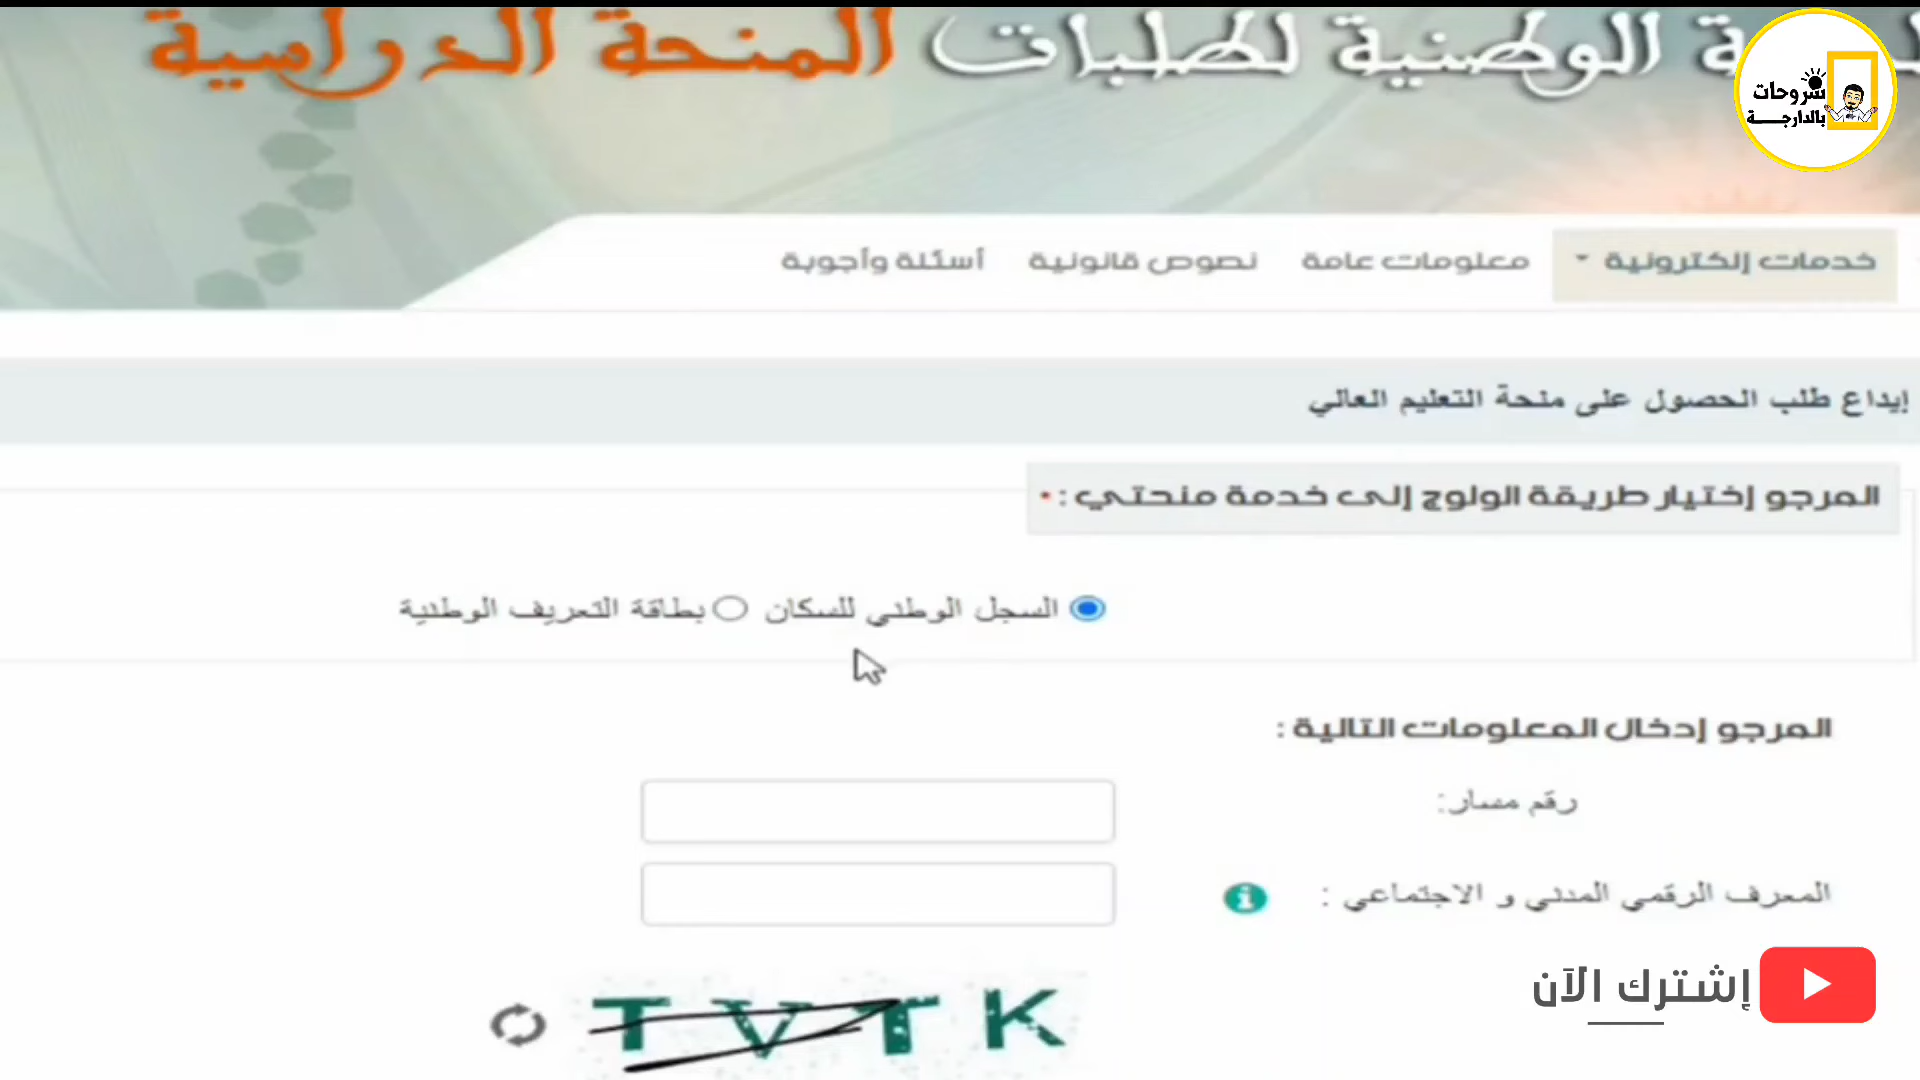 الوطنية لطلبات المنحة الدراسية
شروحات
بالدارجة
خدمات إلكترونية
معلومات عامة
نصوص قانونية
أسئلة وأجوبة
إيداع طلب الحصول على منحة التعليم العالي
المرجو إختيار طريقة الولوج إلى خدمة منحتي : *
السجل الوطني للسكان
بطاقة التعريف الوطنية
المرجو إدخال المعلومات التالية :
رقم مسار:
المعرف الرقمي المدني و الاجتماعي :
إشترك الآن
T V T K